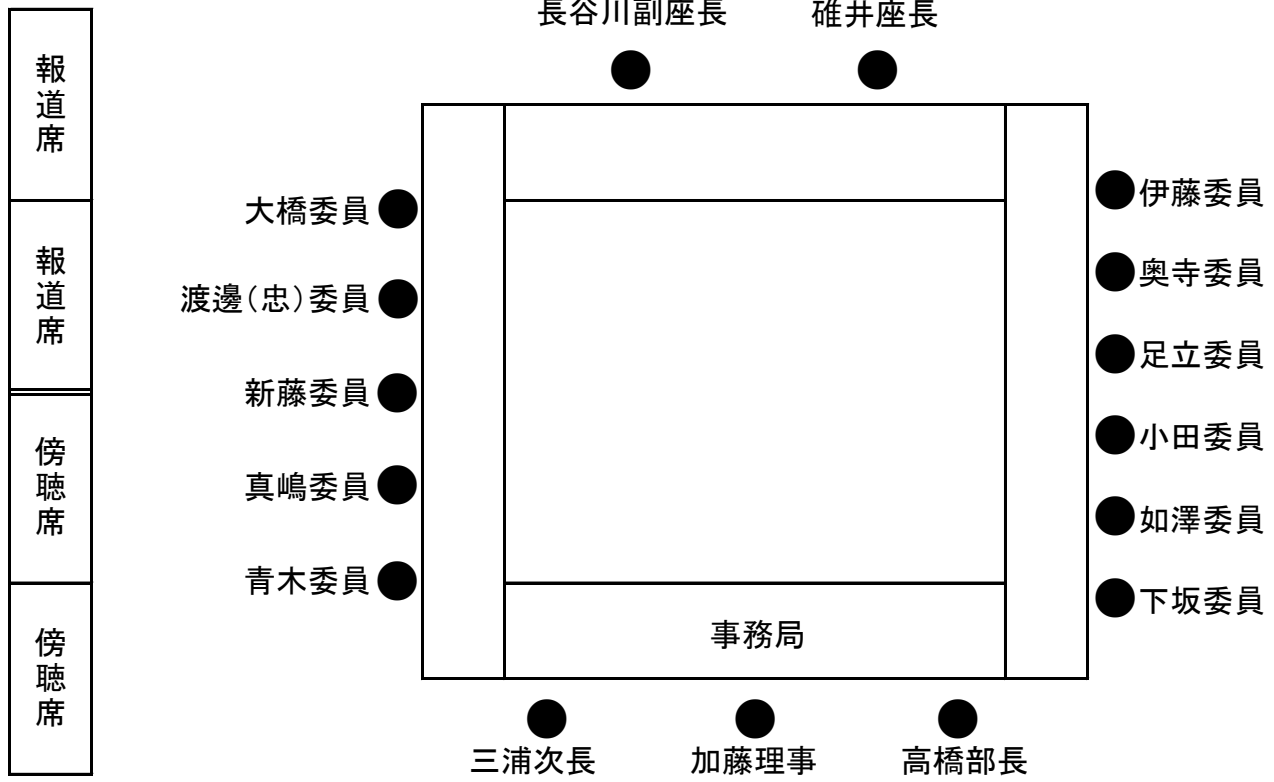 長谷川副座長
碓井座長
報道席
報道席
傍聴席
傍聴席
大橋委員
渡邊（忠）委員
新藤委員
真嶋委員
青木委員
伊藤委員
奥寺委員
足立委員
小田委員
如澤委員
下坂委員
事務局
三浦次長
加藤理事
高橋部長